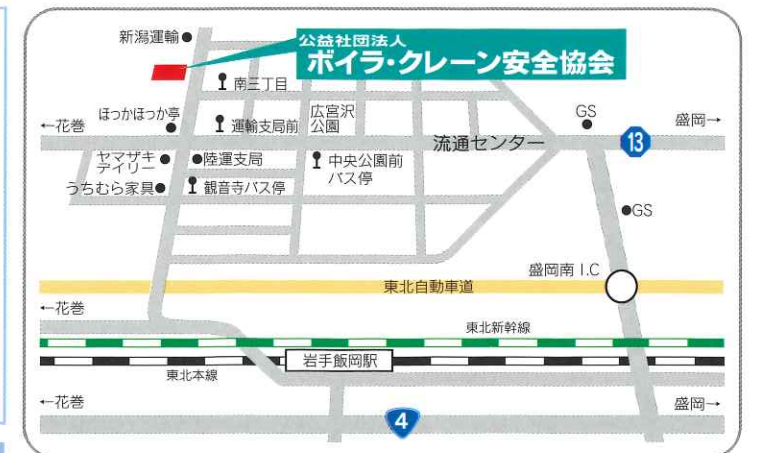 新潟運輸
公益社団法人
ボイラ・クレーン安全協会
南三丁目
ほっかほっか亭
←花巻
運輸支局前
広宮沢
公園
GS
盛岡→
流通センター
13
ヤマザキ
デイリー
陸運支局
中央公園前
バス停
うちむら家具
観音寺バス停
GS
盛岡南 I.C
東北自動車道
←花巻
東北新幹線
岩手飯岡駅
東北本線
←花巻
盛岡→
4